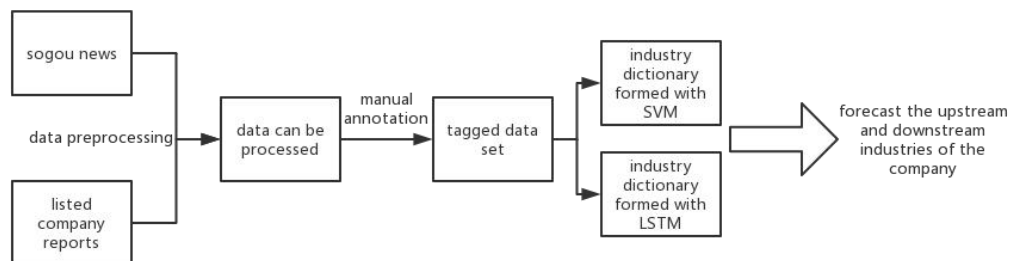 sogou news
data preprocessing
listed
company
reports
data can be
processed
manual
annotation
tagged data
set
industry
dictionary
formed with
SVM
industry
dictionary
formed with
LSTM
forecast the upstream
and downstream
industries of the
company